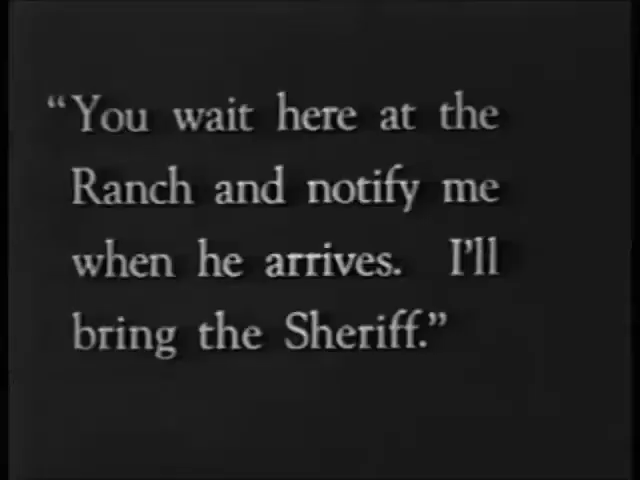 “You wait here at the
Ranch and notify me
when he arrives. I’ll
bring the Sheriff.”